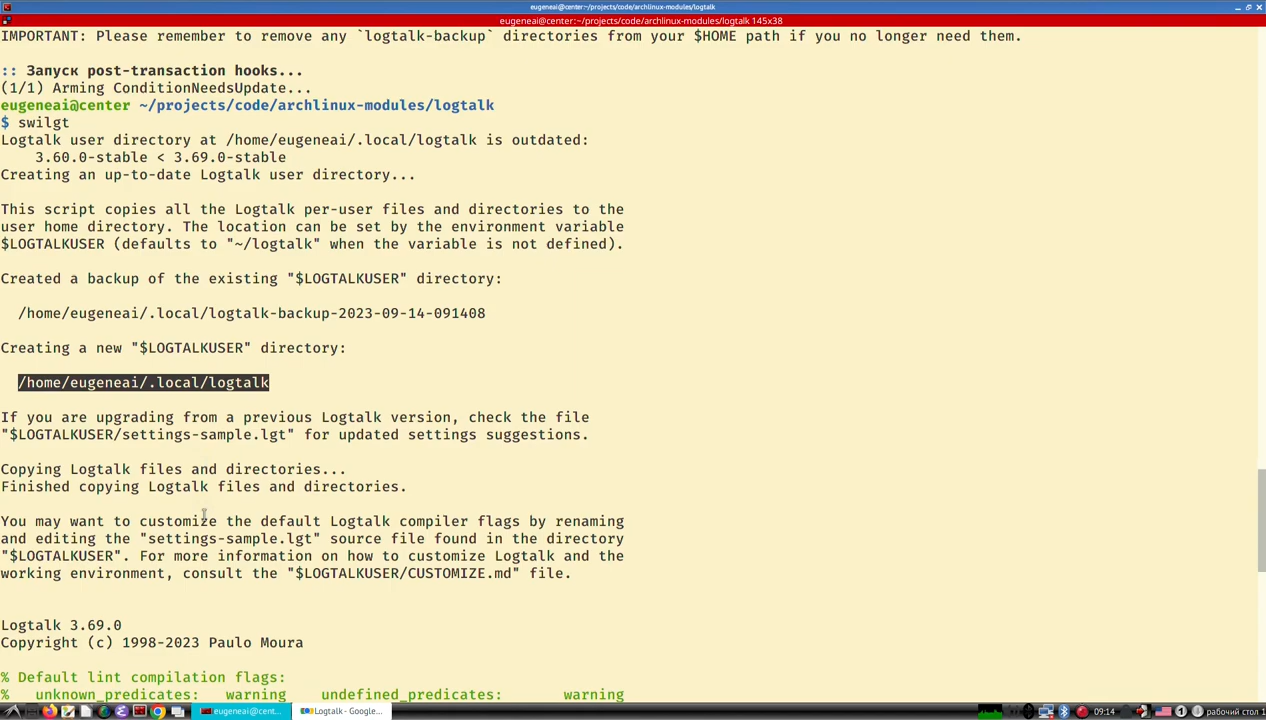 eugeneai@center:~/projects/code/archlinux-modules/logtalk
eugeneai@center:~/projects/code/archlinux-modules/logtalk 145x38
IMPORTANT: Please remember to remove any `logtalk-backup` directories from your $HOME path if you no longer need them.
:: Запуск post-transaction hooks...
(1/1) Arming ConditionNeedsUpdate...
eugeneai@center ~/projects/code/archlinux-modules/logtalk
$ swilgt
Logtalk user directory at /home/eugeneai/.local/logtalk is outdated:
    3.60.0-stable < 3.69.0-stable
Creating an up-to-date Logtalk user directory...
This script copies all the Logtalk per-user files and directories to the
user home directory. The location can be set by the environment variable
$LOGTALKUSER (defaults to "~/logtalk" when the variable is not defined).
Created a backup of the existing "$LOGTALKUSER" directory:
  /home/eugeneai/.local/logtalk-backup-2023-09-14-091408
Creating a new "$LOGTALKUSER" directory:
  /home/eugeneai/.local/logtalk
If you are upgrading from a previous Logtalk version, check the file
"$LOGTALKUSER/settings-sample.lgt" for updated settings suggestions.
Copying Logtalk files and directories...
Finished copying Logtalk files and directories.
You may want to customize the default Logtalk compiler flags by renaming
and editing the "settings-sample.lgt" source file found in the directory
"$LOGTALKUSER". For more information on how to customize Logtalk and the
working environment, consult the "$LOGTALKUSER/CUSTOMIZE.md" file.
Logtalk 3.69.0
Copyright (c) 1998-2023 Paulo Moura
% Default lint compilation flags:
%   unknown_predicates:   warning    undefined_predicates:       warning
eugeneai@cent... Logtalk - Google... 09:14 1 рабочий стол 1